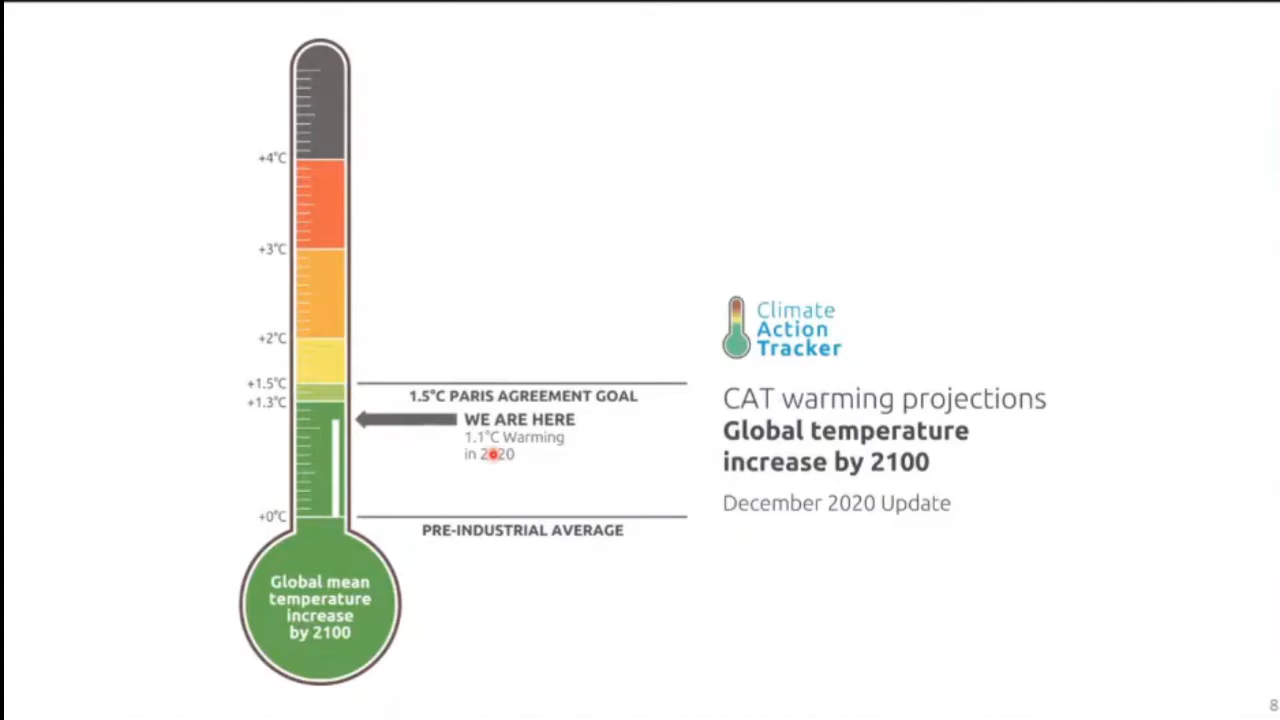 +4°C
+3°C
+2°C
+1.5°C
+1.3°C
+0°C
1.5°C PARIS AGREEMENT GOAL
WE ARE HERE
1.1°C Warming
in 2020
PRE-INDUSTRIAL AVERAGE
Global mean
temperature
increase
by 2100
Climate
Action
Tracker
CAT warming projections
Global temperature
increase by 2100
December 2020 Update
8